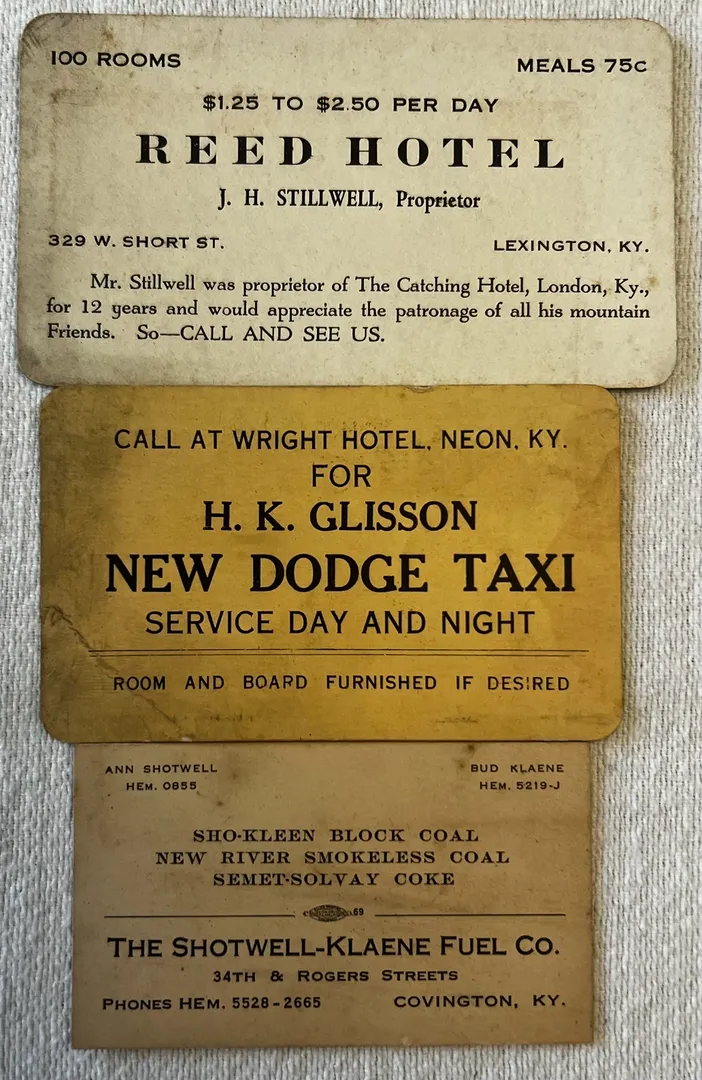 100 ROOMS MEALS 75c
$1.25 TO $2.50 PER DAY
REED HOTEL
J. H. STILLWELL, Proprietor
329 W. SHORT ST. LEXINGTON, KY.
Mr. Stillwell was proprietor of The Catching Hotel, London, Ky.,
for 12 years and would appreciate the patronage of all his mountain
Friends. So—CALL AND SEE US.
CALL AT WRIGHT HOTEL, NEON, KY.
FOR
H. K. GLISSON
NEW DODGE TAXI
SERVICE DAY AND NIGHT
ROOM AND BOARD FURNISHED IF DESIRED
ANN SHOTWELL BUD KLAENE
HEM. 0855 HEM. 5219-J
SHO-KLEEN BLOCK COAL
NEW RIVER SMOKELESS COAL
SEMET-SOLVAY COKE
69
THE SHOTWELL-KLAENE FUEL CO.
34TH & ROGERS STREETS
PHONES HEM. 5528-2665 COVINGTON, KY.